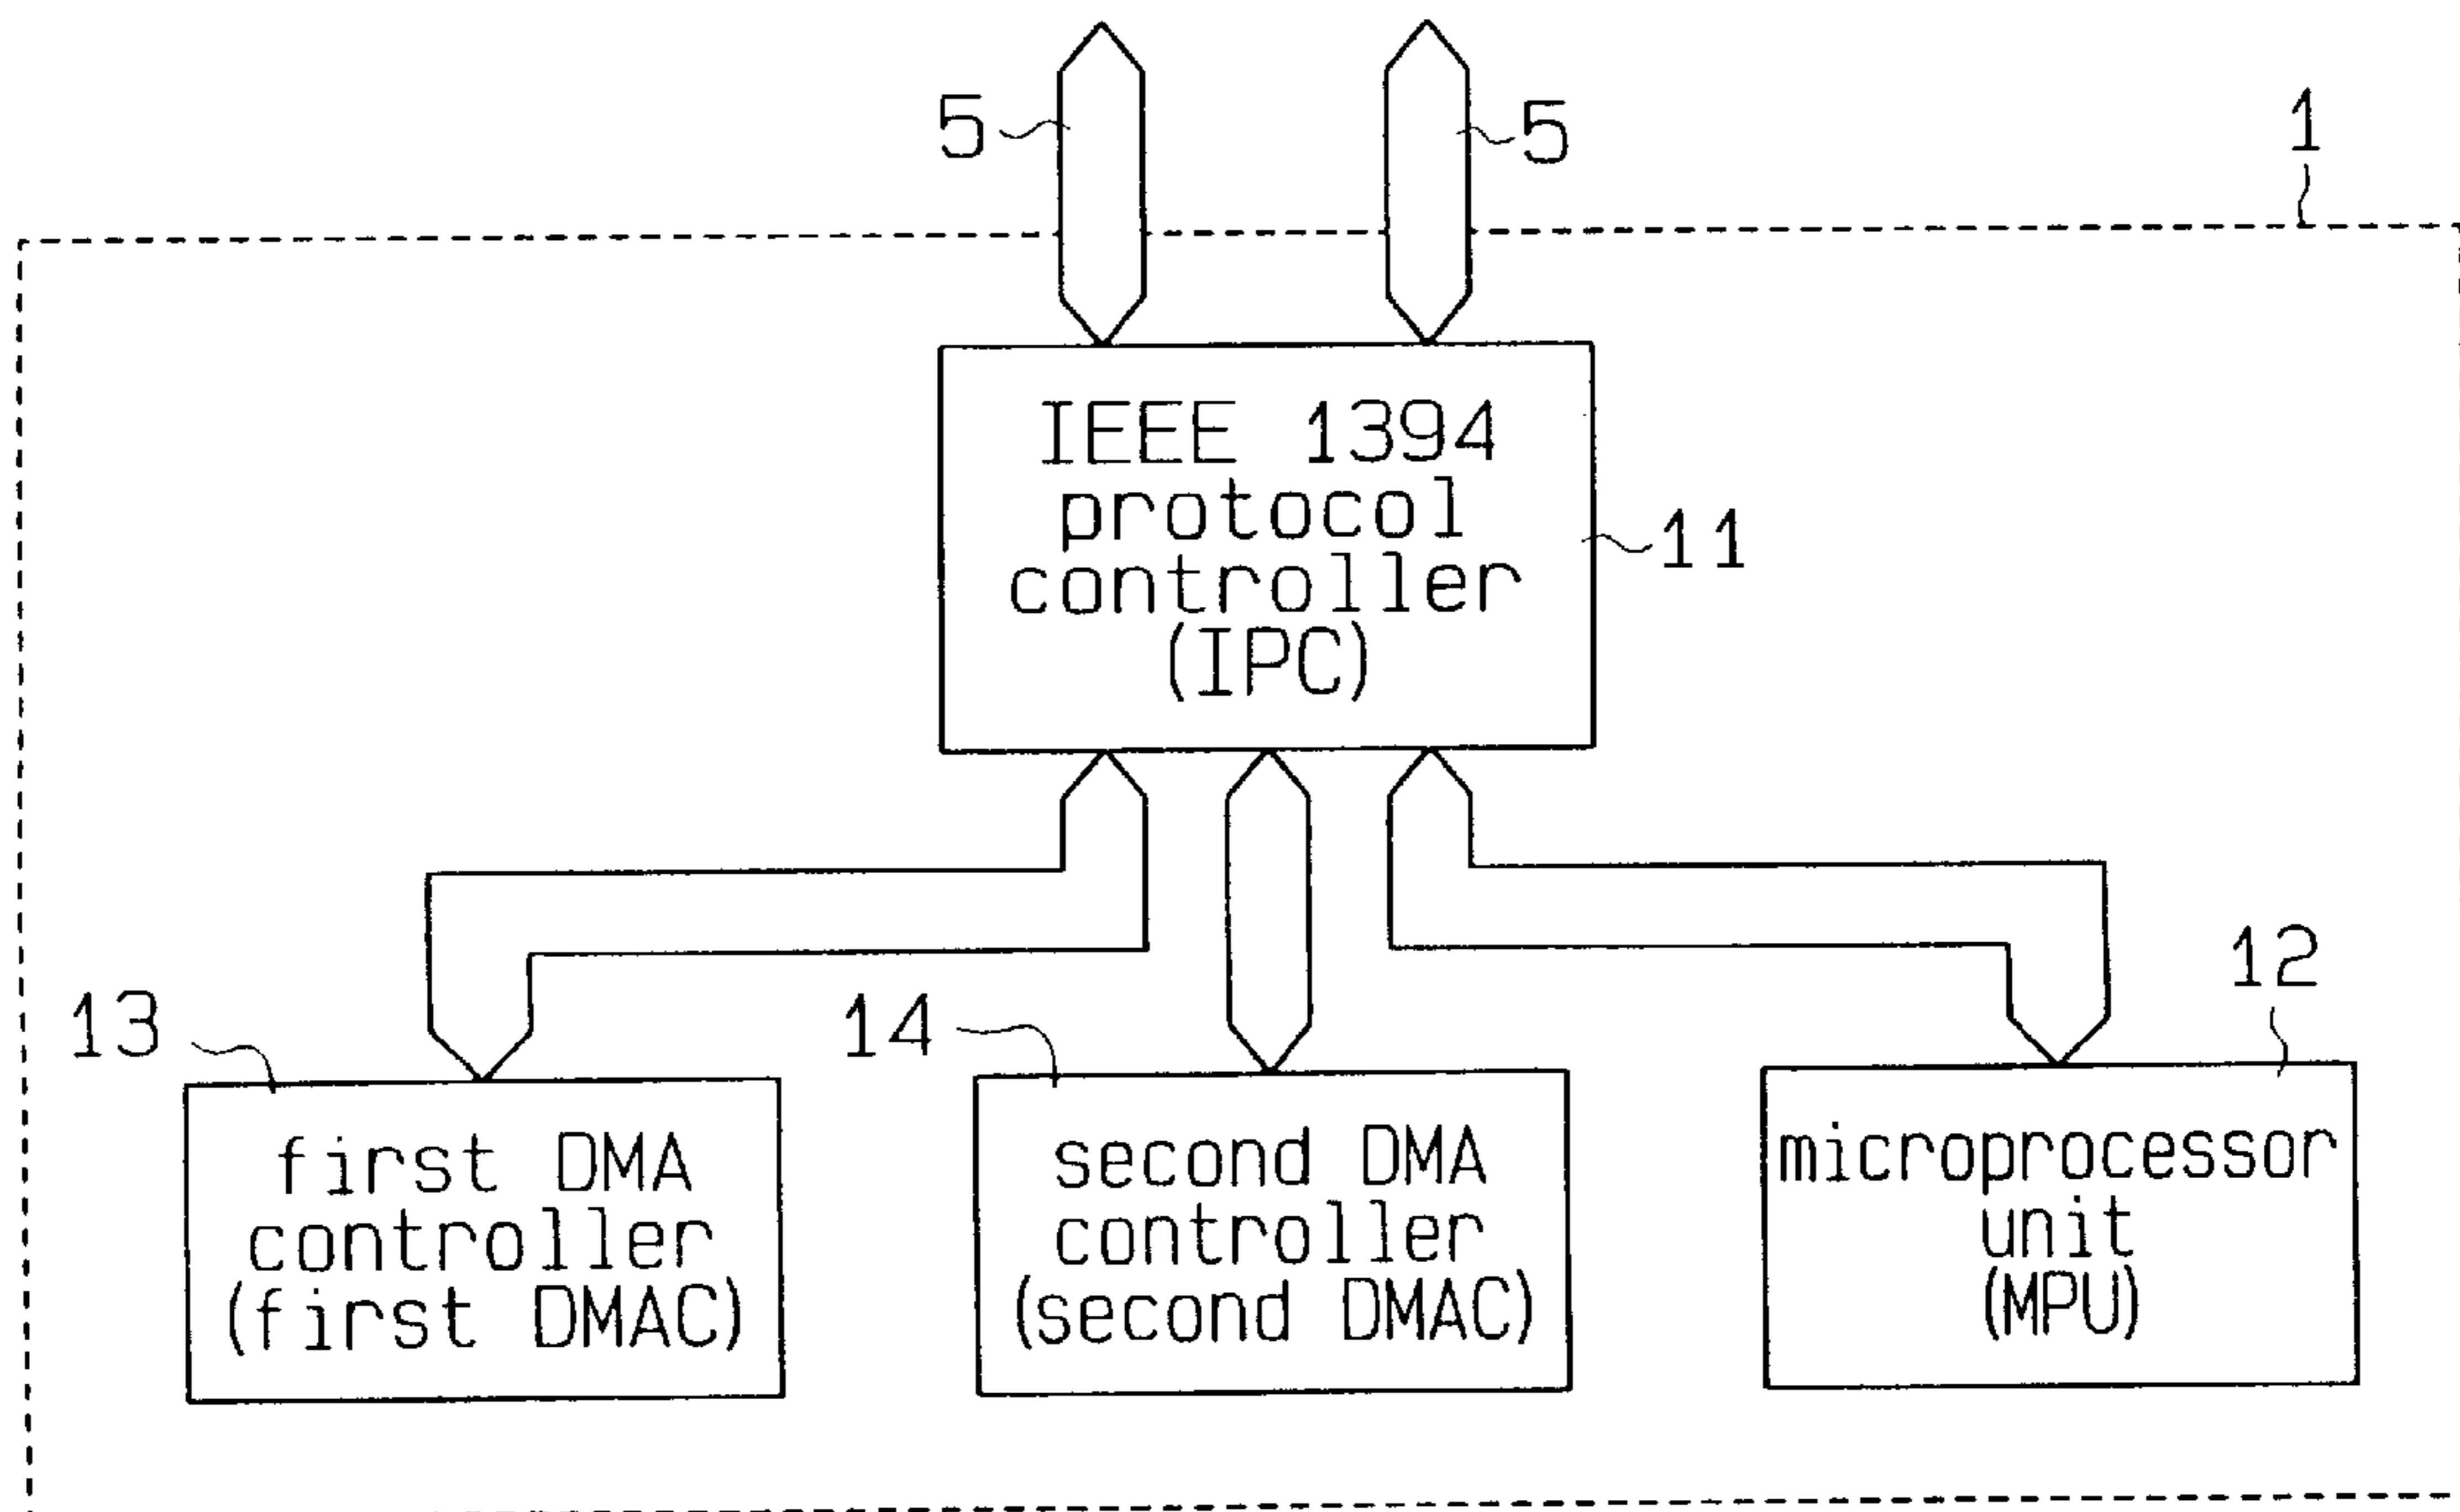 5
5
1
IEEE 1394
protocol
controller
(IPC)
11
13
14
12
first DMA
controller
(first DMAC)
second DMA
controller
(second DMAC)
microprocessor
unit
(MPU)